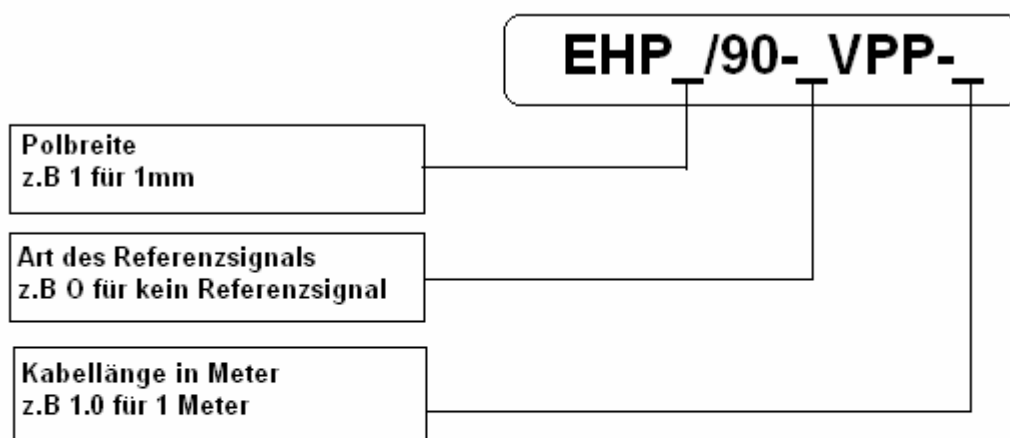 EHP_/90-_VPP-_
Polbreite
z.B 1 für 1mm
Art des Referenzsignals
z.B O für kein Referenzsignal
Kabellänge in Meter
z.B 1.0 für 1 Meter